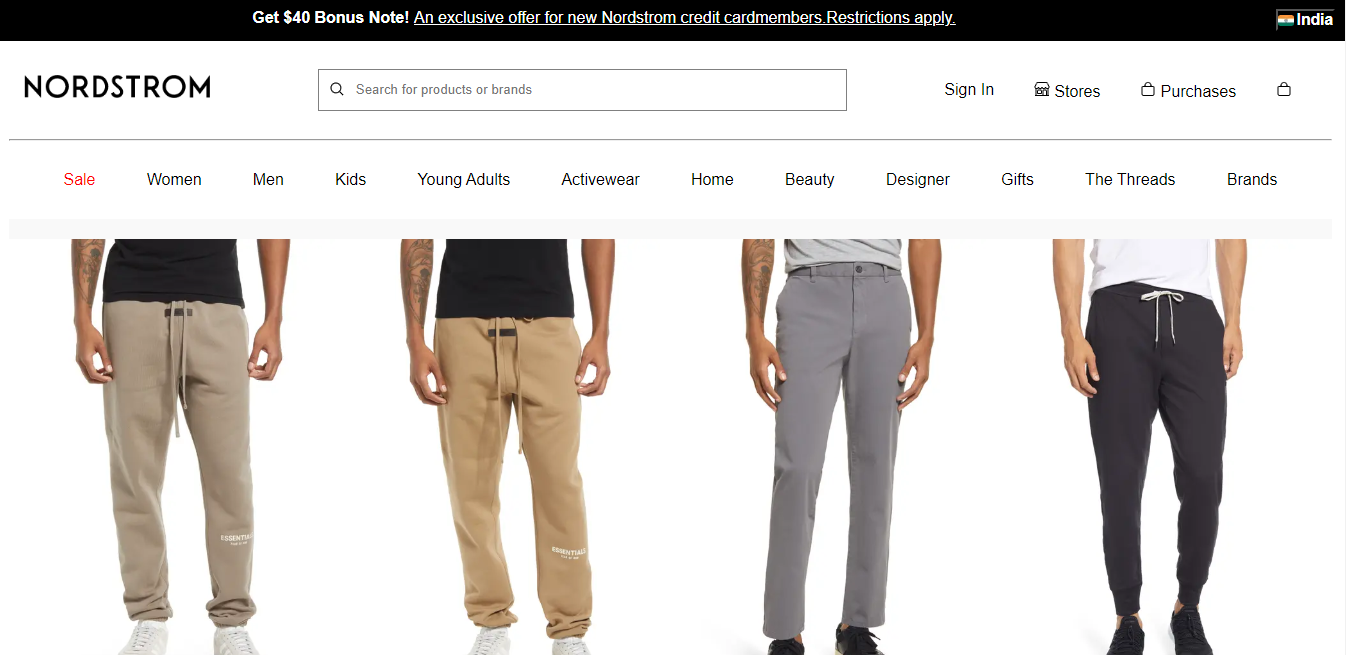 Get $40 Bonus Note! An exclusive offer for new Nordstrom credit cardmembers.Restrictions apply.
India
NORDSTROM
Search for products or brands
Sign In
Stores
Purchases
Sale
Women
Men
Kids
Young Adults
Activewear
Home
Beauty
Designer
Gifts
The Threads
Brands
ESSENTIALS
ESSENTIALS